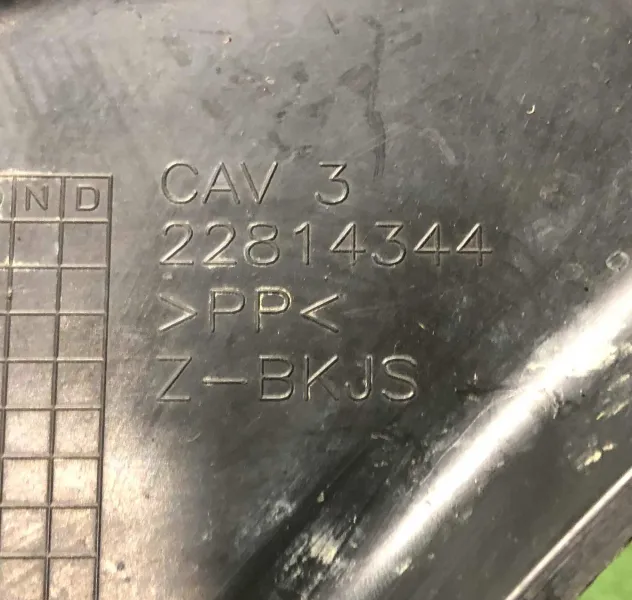 N D
CAV 3
22814344
>PP<
Z-BKJS